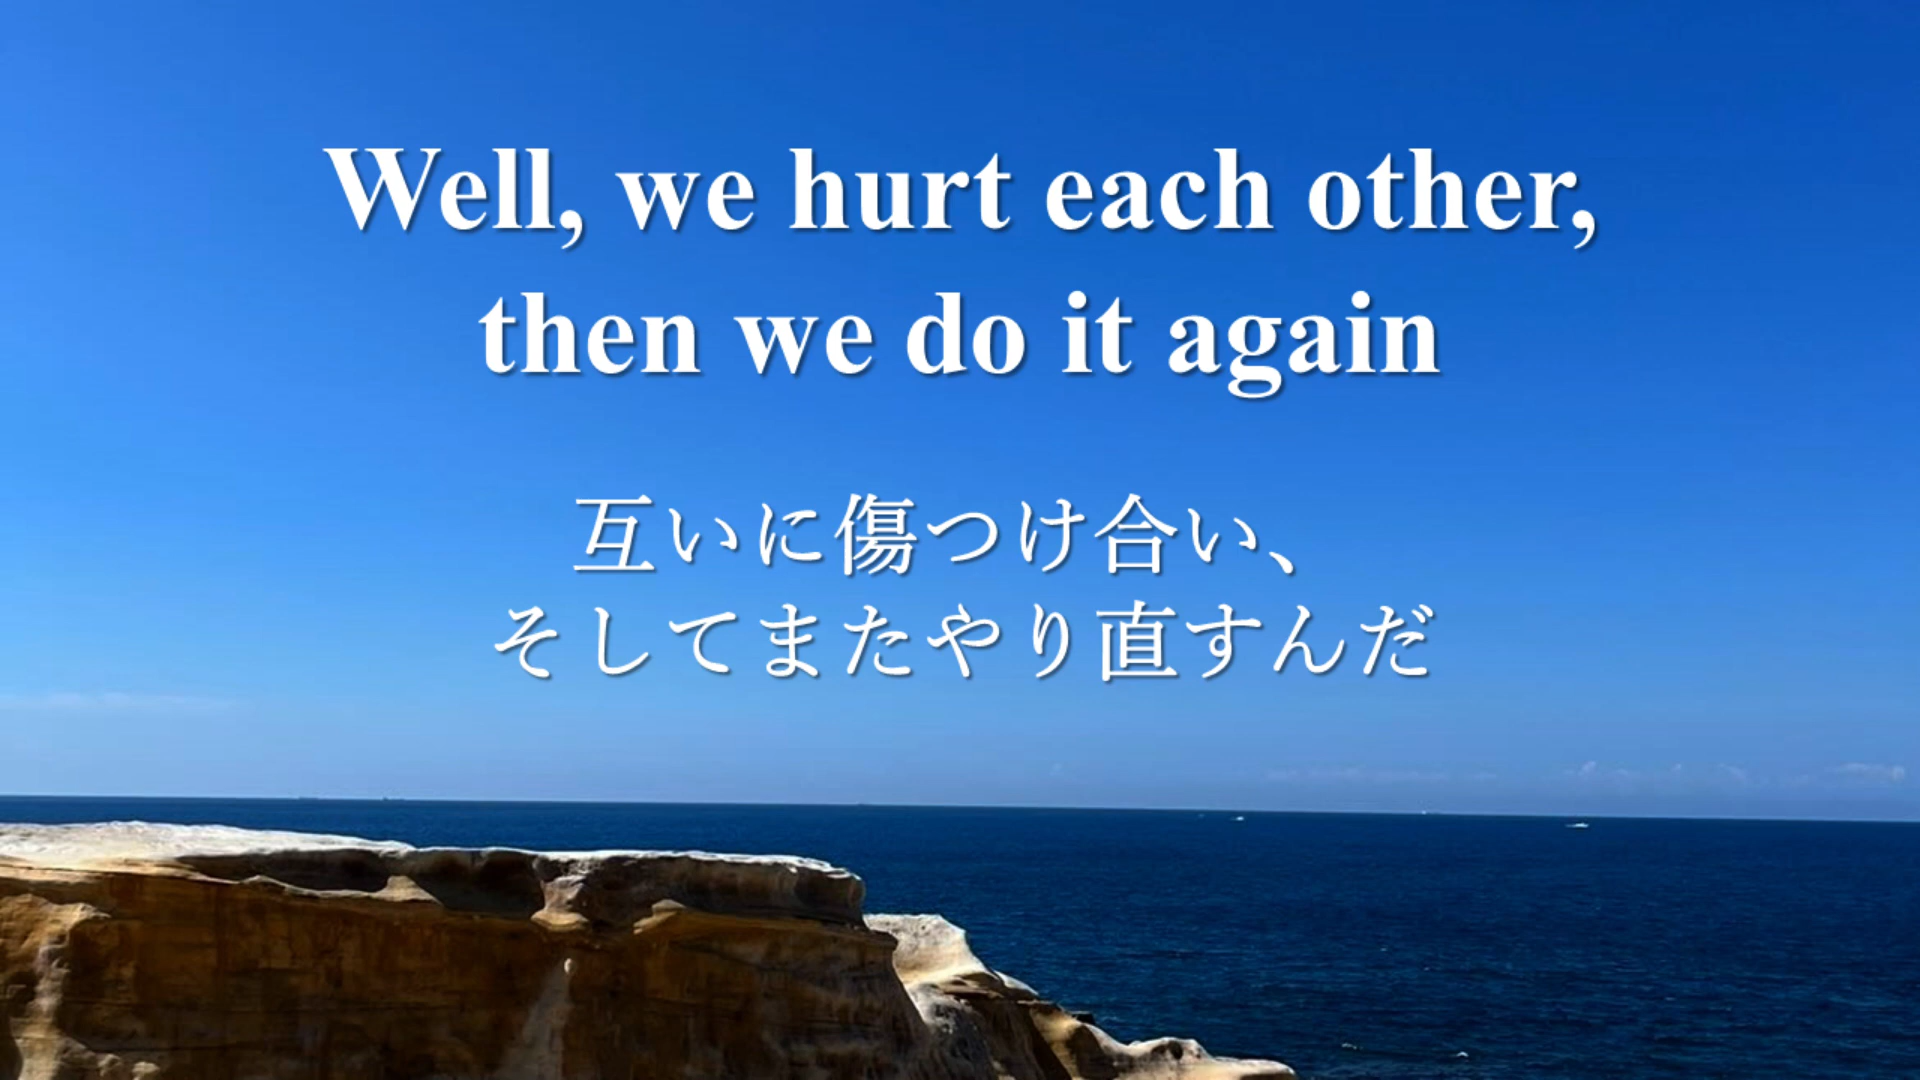 Well, we hurt each other,
then we do it again
互いに傷つけ合い、
そしてまたやり直すんだ